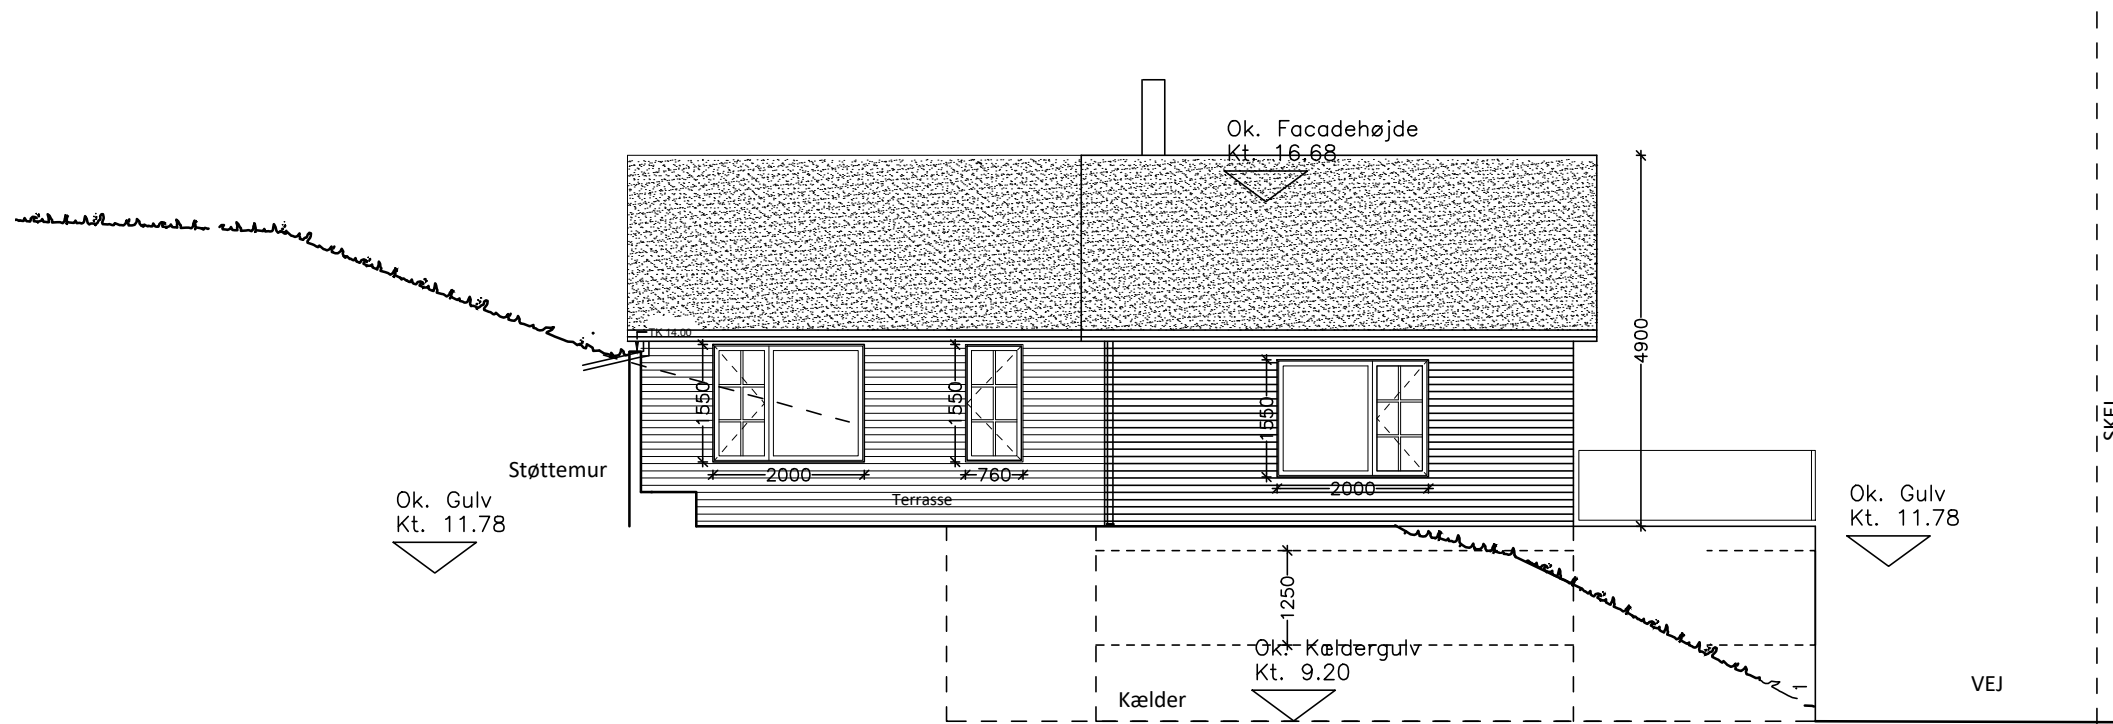 Ok. Facadehøjde
Kt. 16.68
TK 14.00
4900
SKEL
1550
1550
1550
2000
760
2000
Støttemur
Terrasse
Ok. Gulv
Kt. 11.78
Ok. Gulv
Kt. 11.78
1250
Ok. Kældergulv
Kt. 9.20
Kælder
1
VEJ